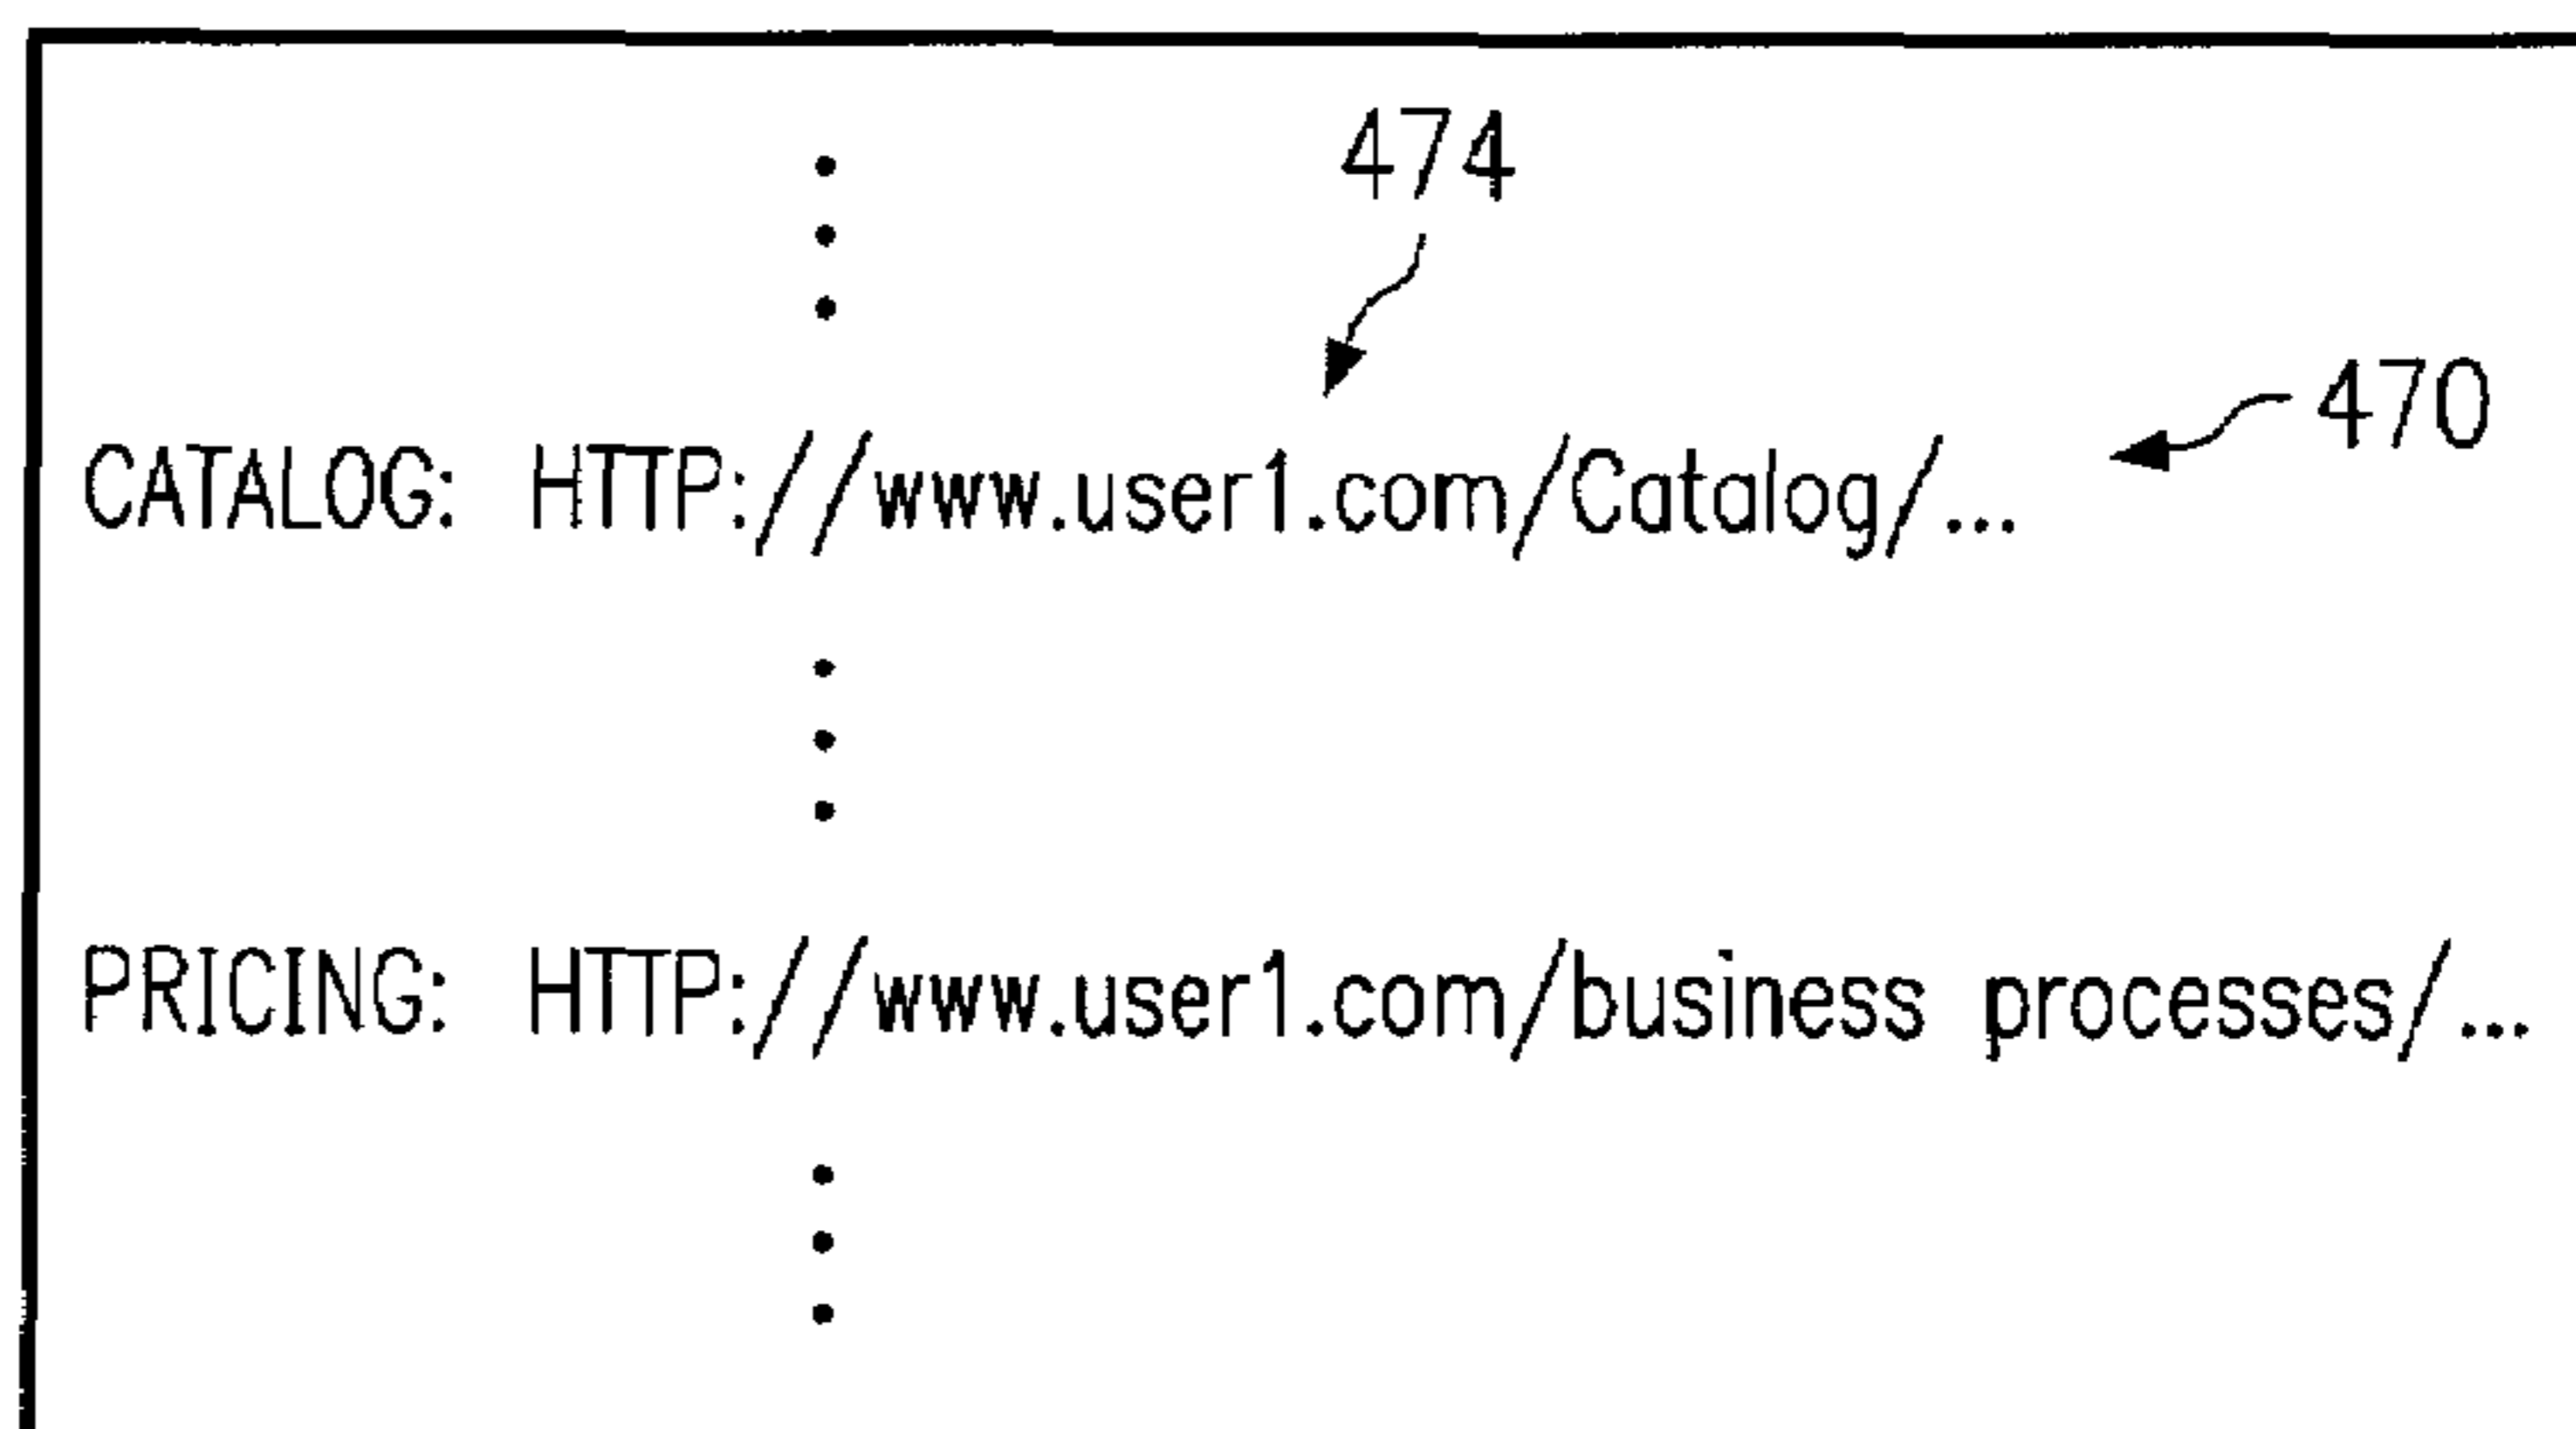 474
470
CATALOG: HTTP://www.user1.com/Catalog/...
PRICING: HTTP://www.user1.com/business processes/...